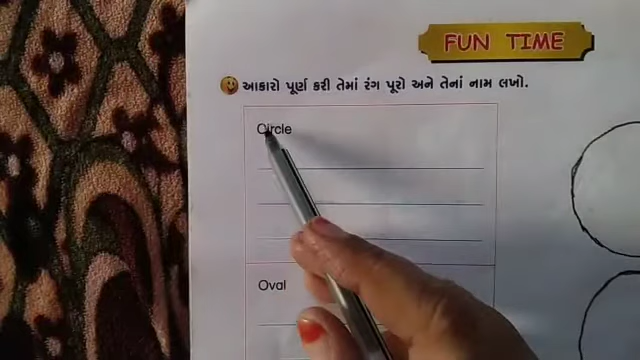 FUN TIME
આકારો પૂર્ણ કરી તેમાં રંગ પૂરો અને તેનાં નામ લખો.
Circle
Oval